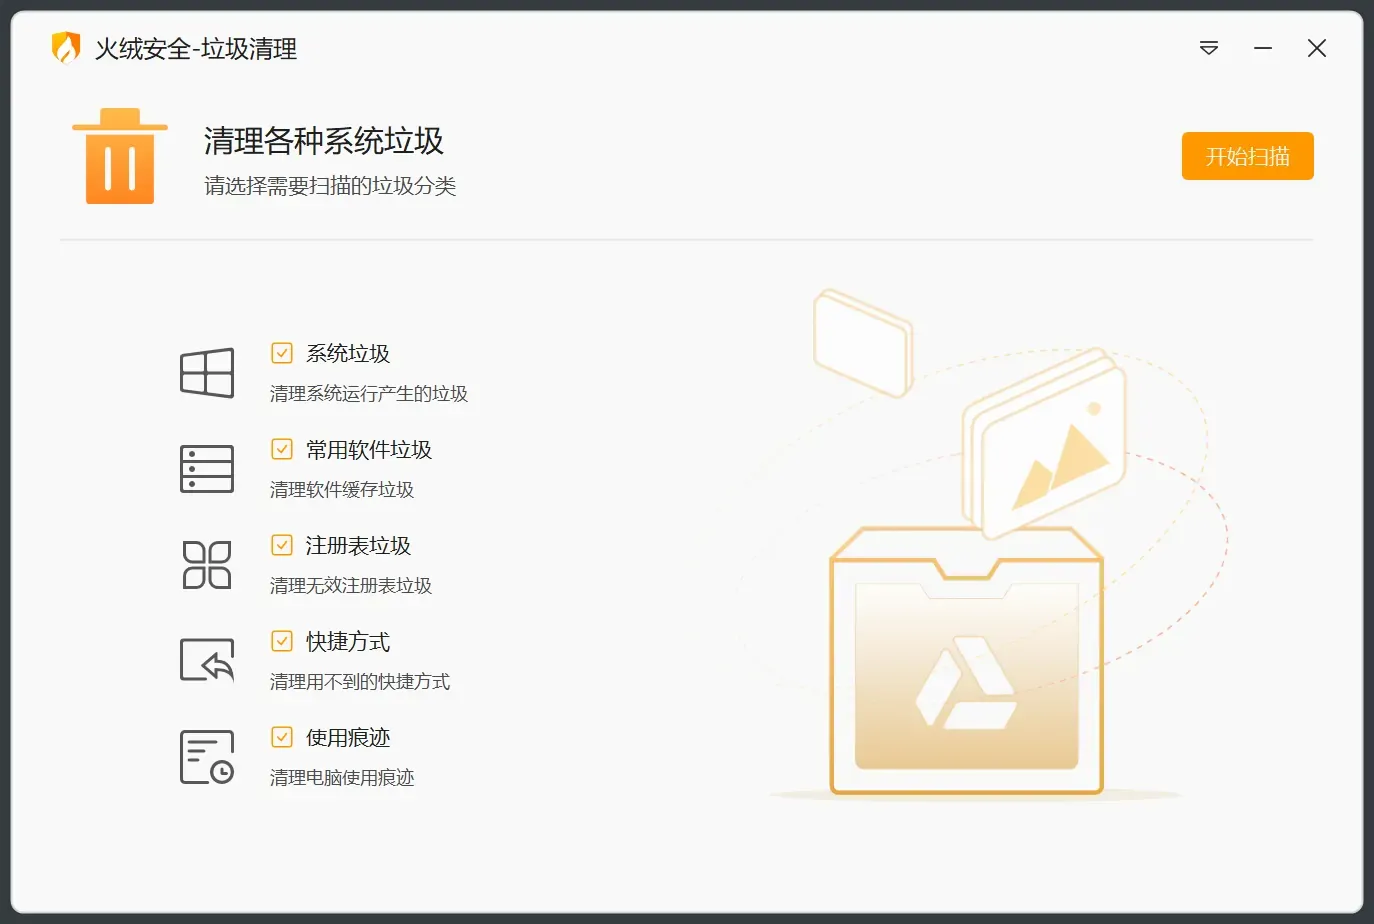 火绒安全-垃圾清理
清理各种系统垃圾
请选择需要扫描的垃圾分类
开始扫描
系统垃圾
清理系统运行产生的垃圾
常用软件垃圾
清理软件缓存垃圾
注册表垃圾
清理无效注册表垃圾
快捷方式
清理用不到的快捷方式
使用痕迹
清理电脑使用痕迹